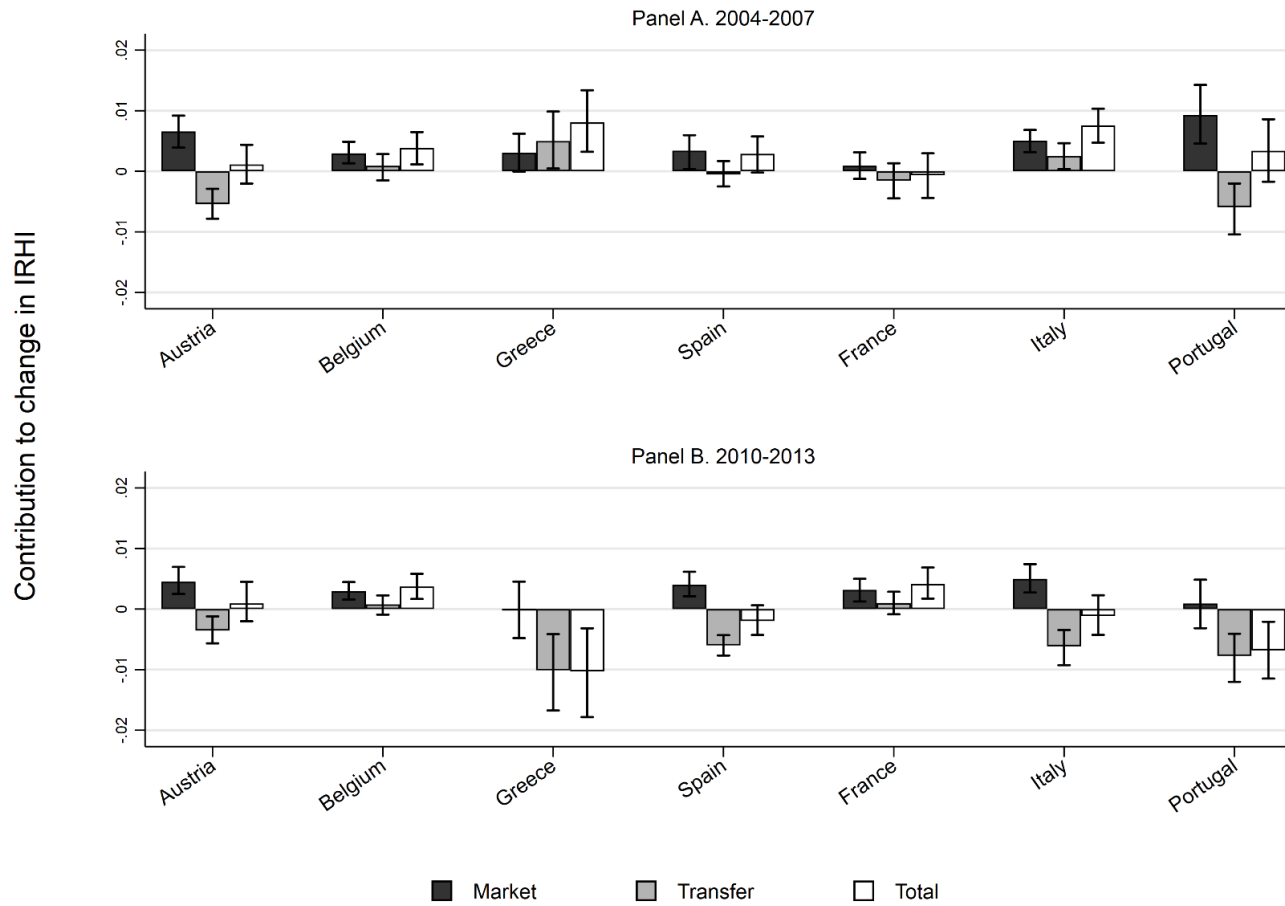 Panel A. 2004-2007
Contribution to change in IRHI
.02
.01
0
-.01
-.02
Austria
Belgium
Greece
Spain
France
Italy
Portugal
Panel B. 2010-2013
.02
.01
0
-.01
-.02
Austria
Belgium
Greece
Spain
France
Italy
Portugal
Market
Transfer
Total